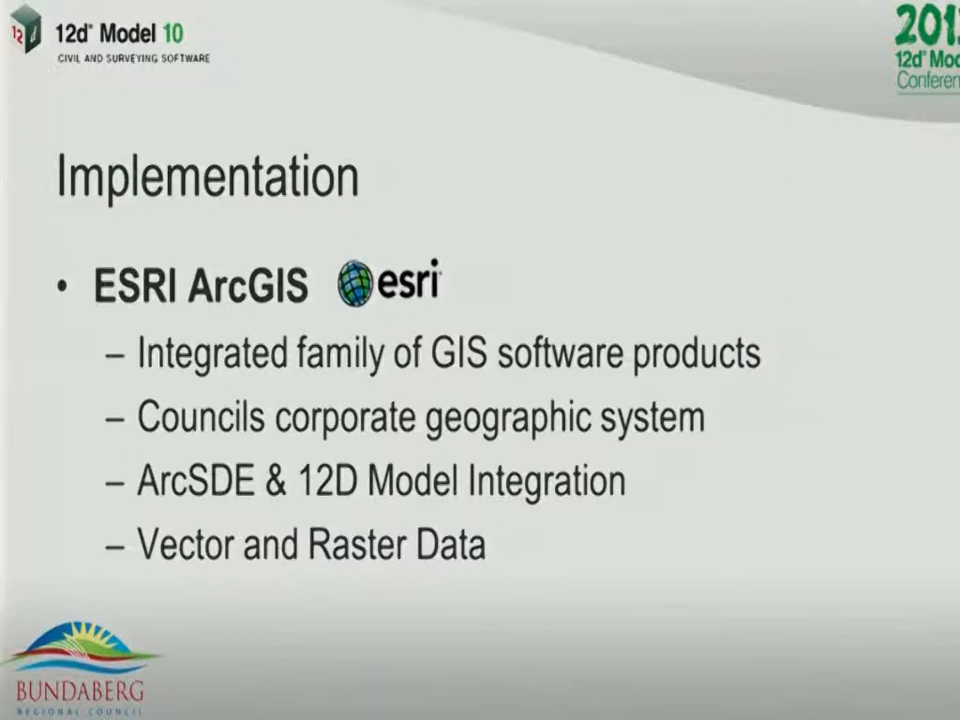 12d® Model 10
CIVIL AND SURVEYING SOFTWARE
12d
Implementation
• ESRI ArcGIS esri
– Integrated family of GIS software products
– Councils corporate geographic system
– ArcSDE & 12D Model Integration
– Vector and Raster Data
BUNDABERG
REGIONAL COUNCIL